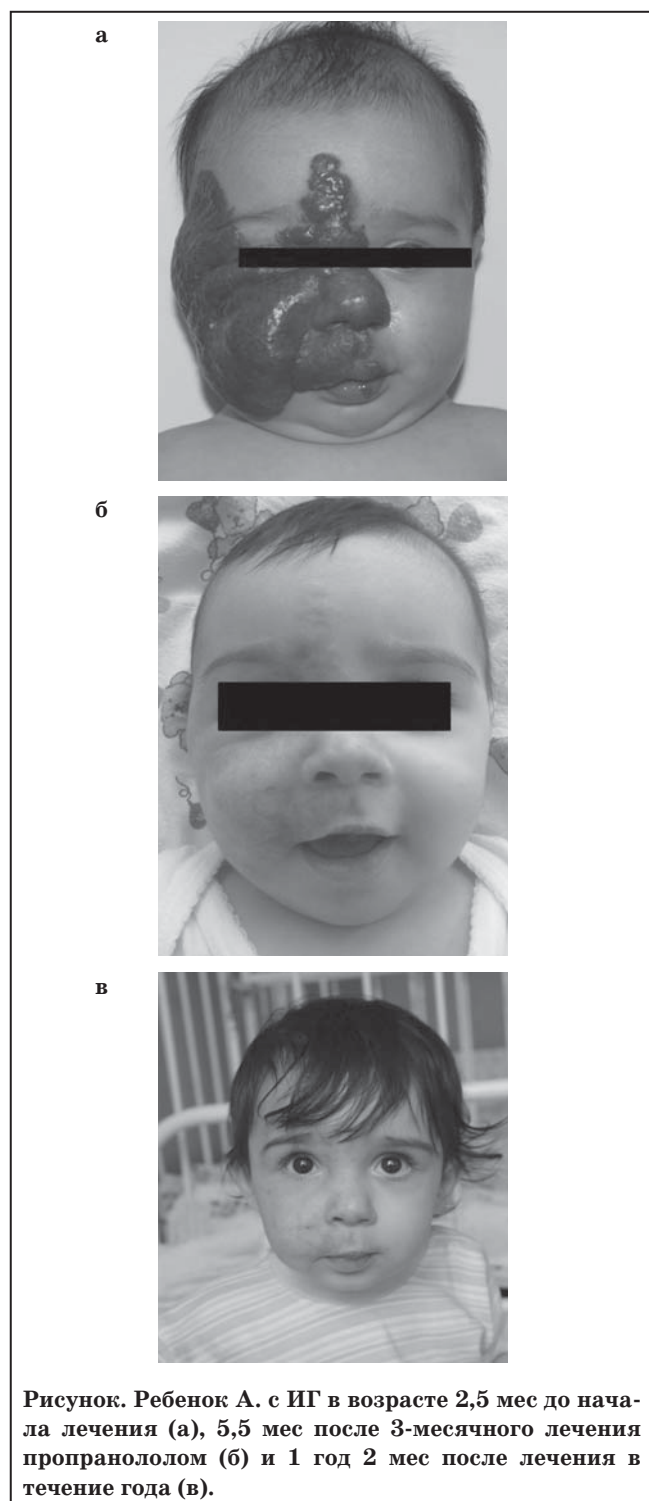 а
б
в
Рисунок. Ребенок А. с ИГ в возрасте 2,5 мес до нача-
ла лечения (а), 5,5 мес после 3-месячного лечения
пропранололом (б) и 1 год 2 мес после лечения в
течение года (в).